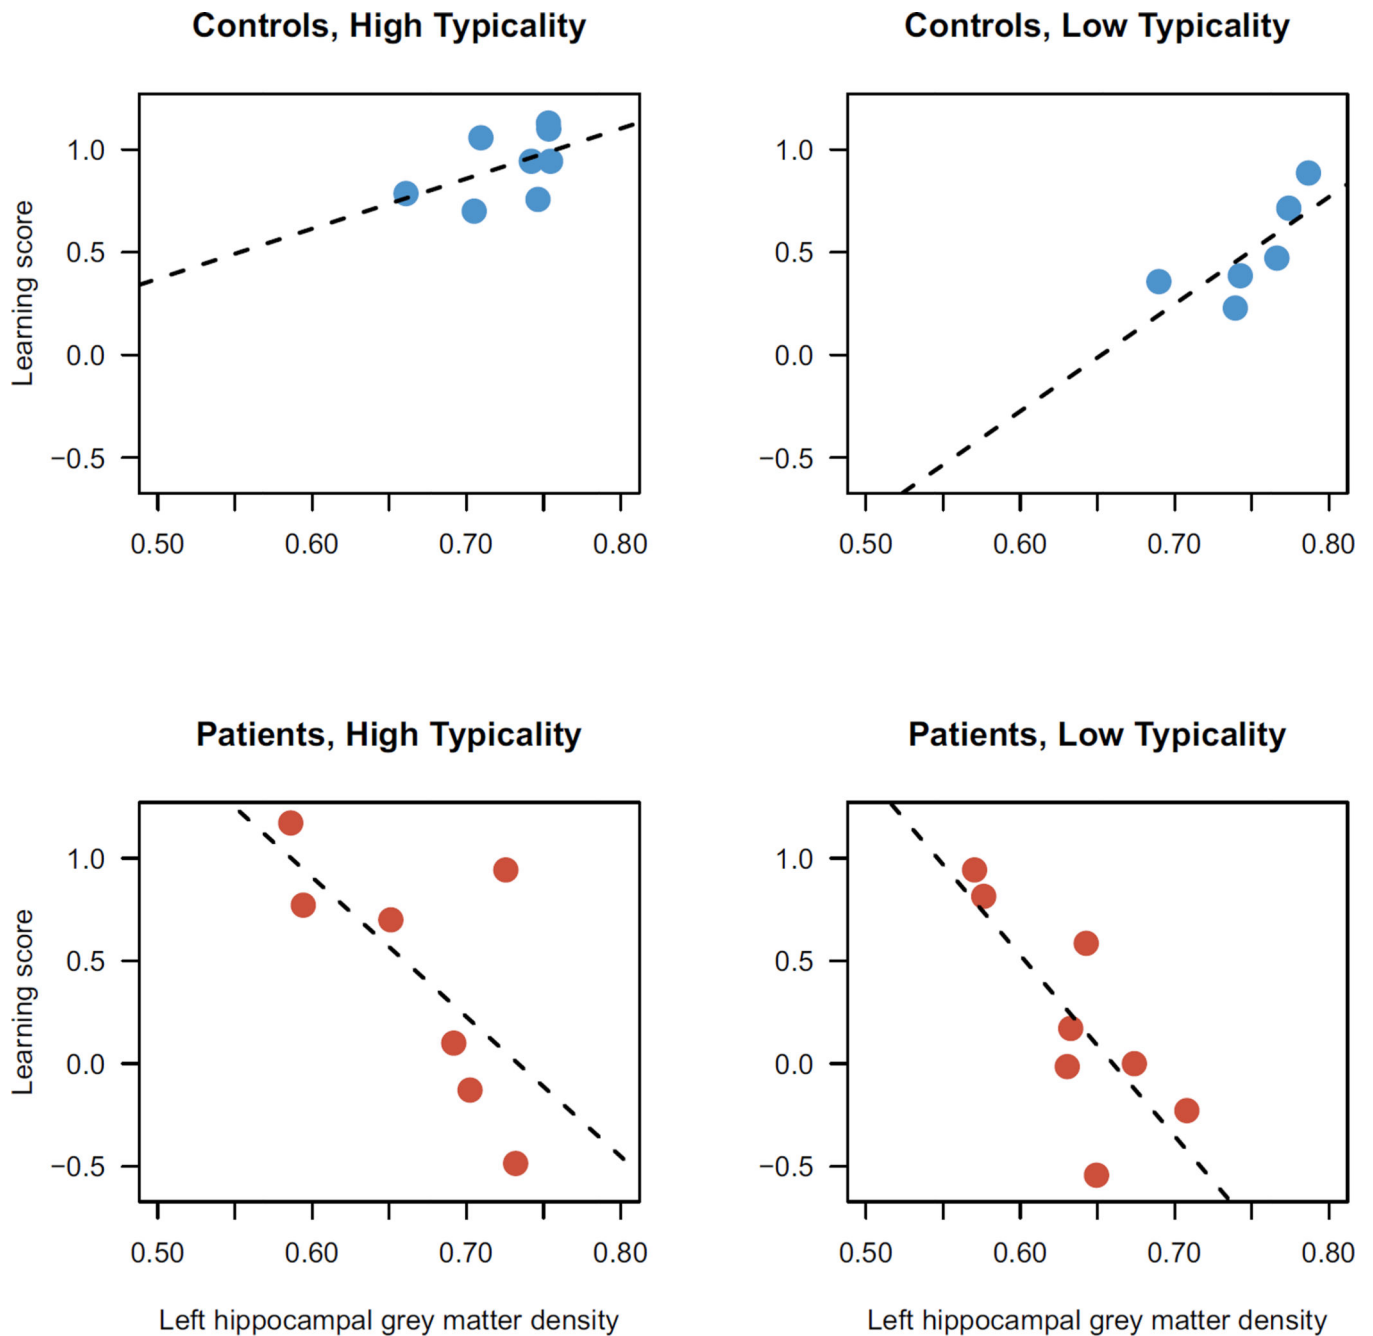 Controls, High Typicality
Controls, Low Typicality
Learning score
1.0
0.5
0.0
−0.5
0.50 0.60 0.70 0.80
1.0
0.5
0.0
−0.5
0.50 0.60 0.70 0.80
Patients, High Typicality
Patients, Low Typicality
Learning score
1.0
0.5
0.0
−0.5
0.50 0.60 0.70 0.80
Left hippocampal grey matter density
1.0
0.5
0.0
−0.5
0.50 0.60 0.70 0.80
Left hippocampal grey matter density